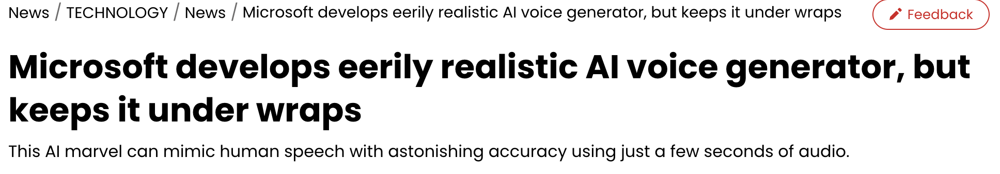 News / TECHNOLOGY / News / Microsoft develops eerily realistic AI voice generator, but keeps it under wraps
Feedback
Microsoft develops eerily realistic AI voice generator, but
keeps it under wraps
This AI marvel can mimic human speech with astonishing accuracy using just a few seconds of audio.